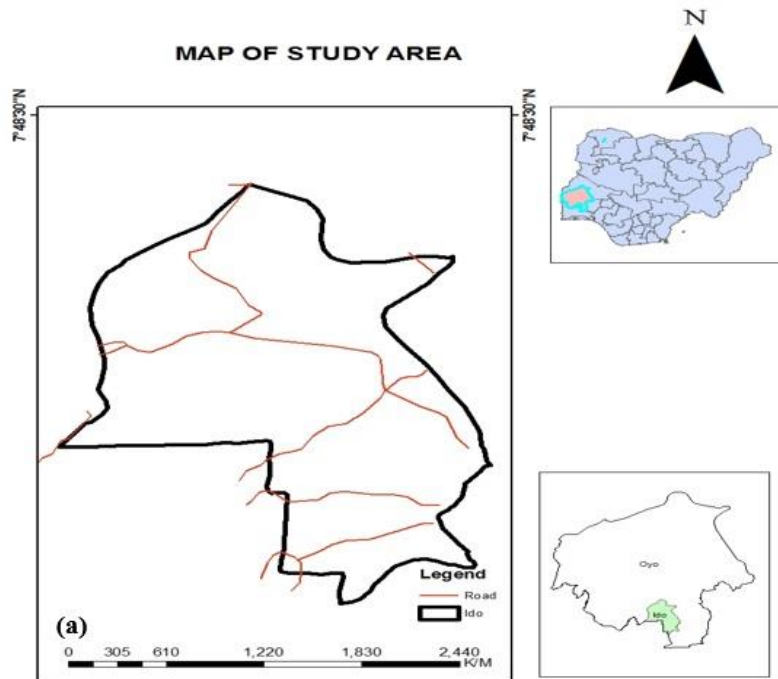 N
MAP OF STUDY AREA
7°48'30"N
7°48'30"N
Oyo
Ido
Legend
Road
Ido
(a)
0 305 610 1,220 1,830 2,440
K/M